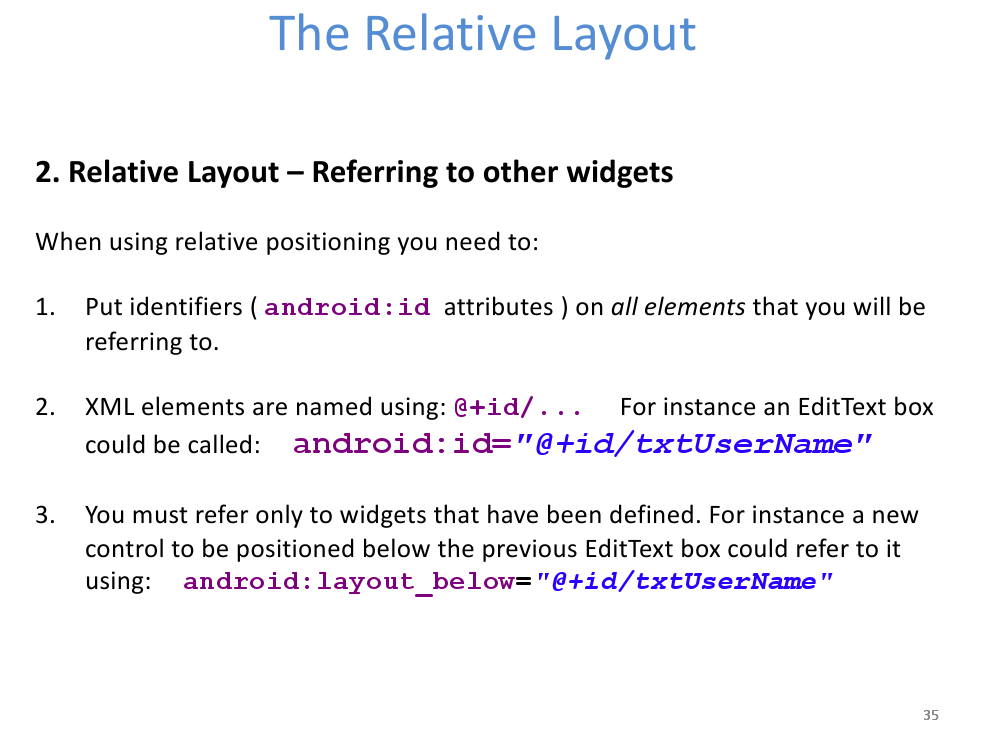 The Relative Layout
2. Relative Layout – Referring to other widgets
When using relative positioning you need to:
1. Put identifiers ( android:id attributes ) on all elements that you will be
referring to.
2. XML elements are named using: @+id/... For instance an EditText box
could be called: android:id="@+id/txtUserName"
3. You must refer only to widgets that have been defined. For instance a new
control to be positioned below the previous EditText box could refer to it
using: android:layout_below="@+id/txtUserName"
35